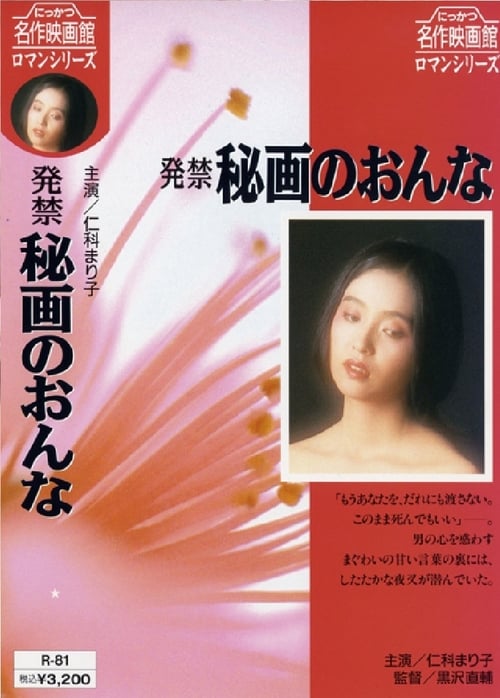 にっかつ
名作映画館
ロマンシリーズ
主演／仁科まり子
発禁 秘画のおんな
R-81
税込¥3,200
にっかつ
名作映画館
ロマンシリーズ
発禁 秘画のおんな
「もうあなたを、だれにも渡さない。
このまま死んでもいい」――。
男の心を惑わす
まぐわいの甘い言葉の裏には、
したたかな夜叉が潜んでいた。
主演／仁科まり子
監督／黒沢直輔